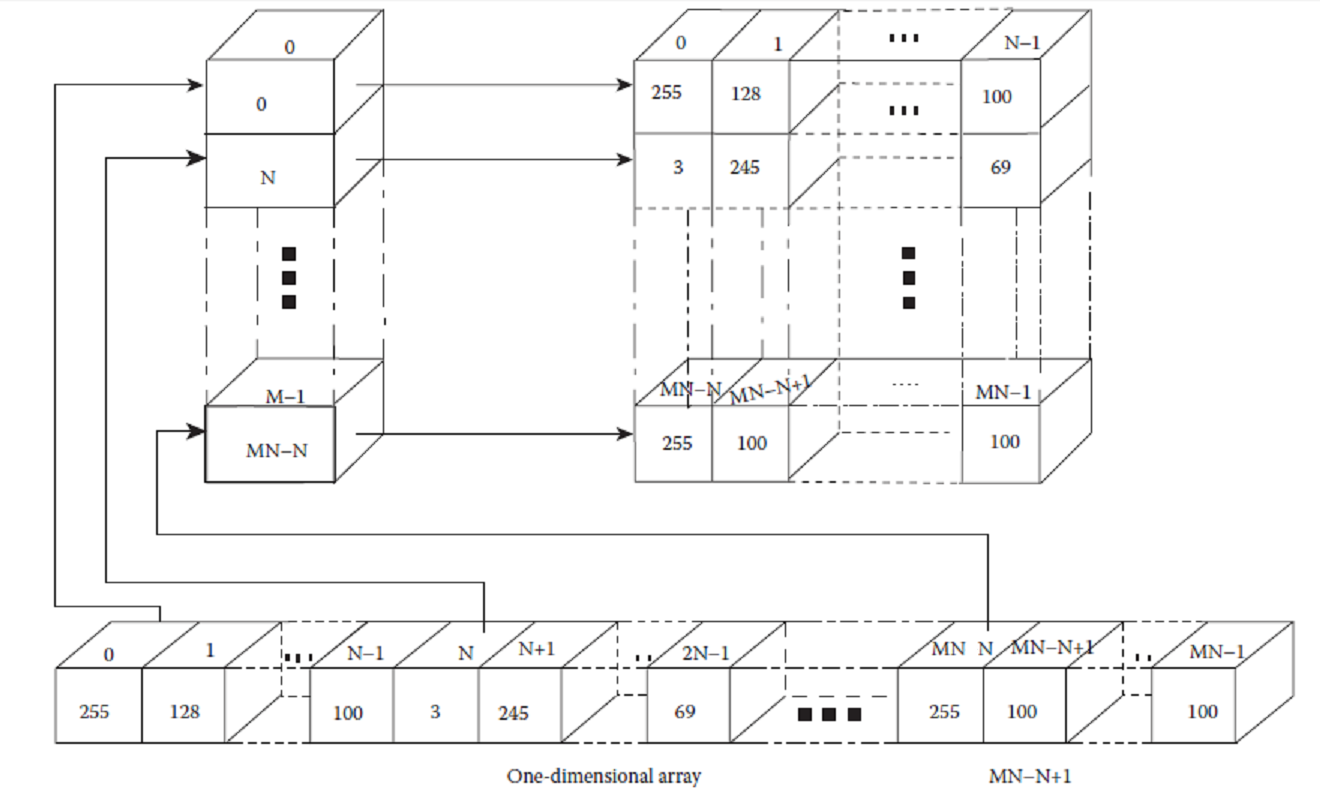 0 0 1 ▪▪▪ N−1
0 255 128 ▪▪▪ 100
N 3 245 69
M−1 MN−N MN−N+1 ···· MN−1
MN−N 255 100 100
0 1 ▪▪▪ N−1 N N+1 ▪▪ 2N−1 MN N MN−N+1 ▪▪ MN−1
255 128 100 3 245 69 255 100 100
One-dimensional array MN−N+1